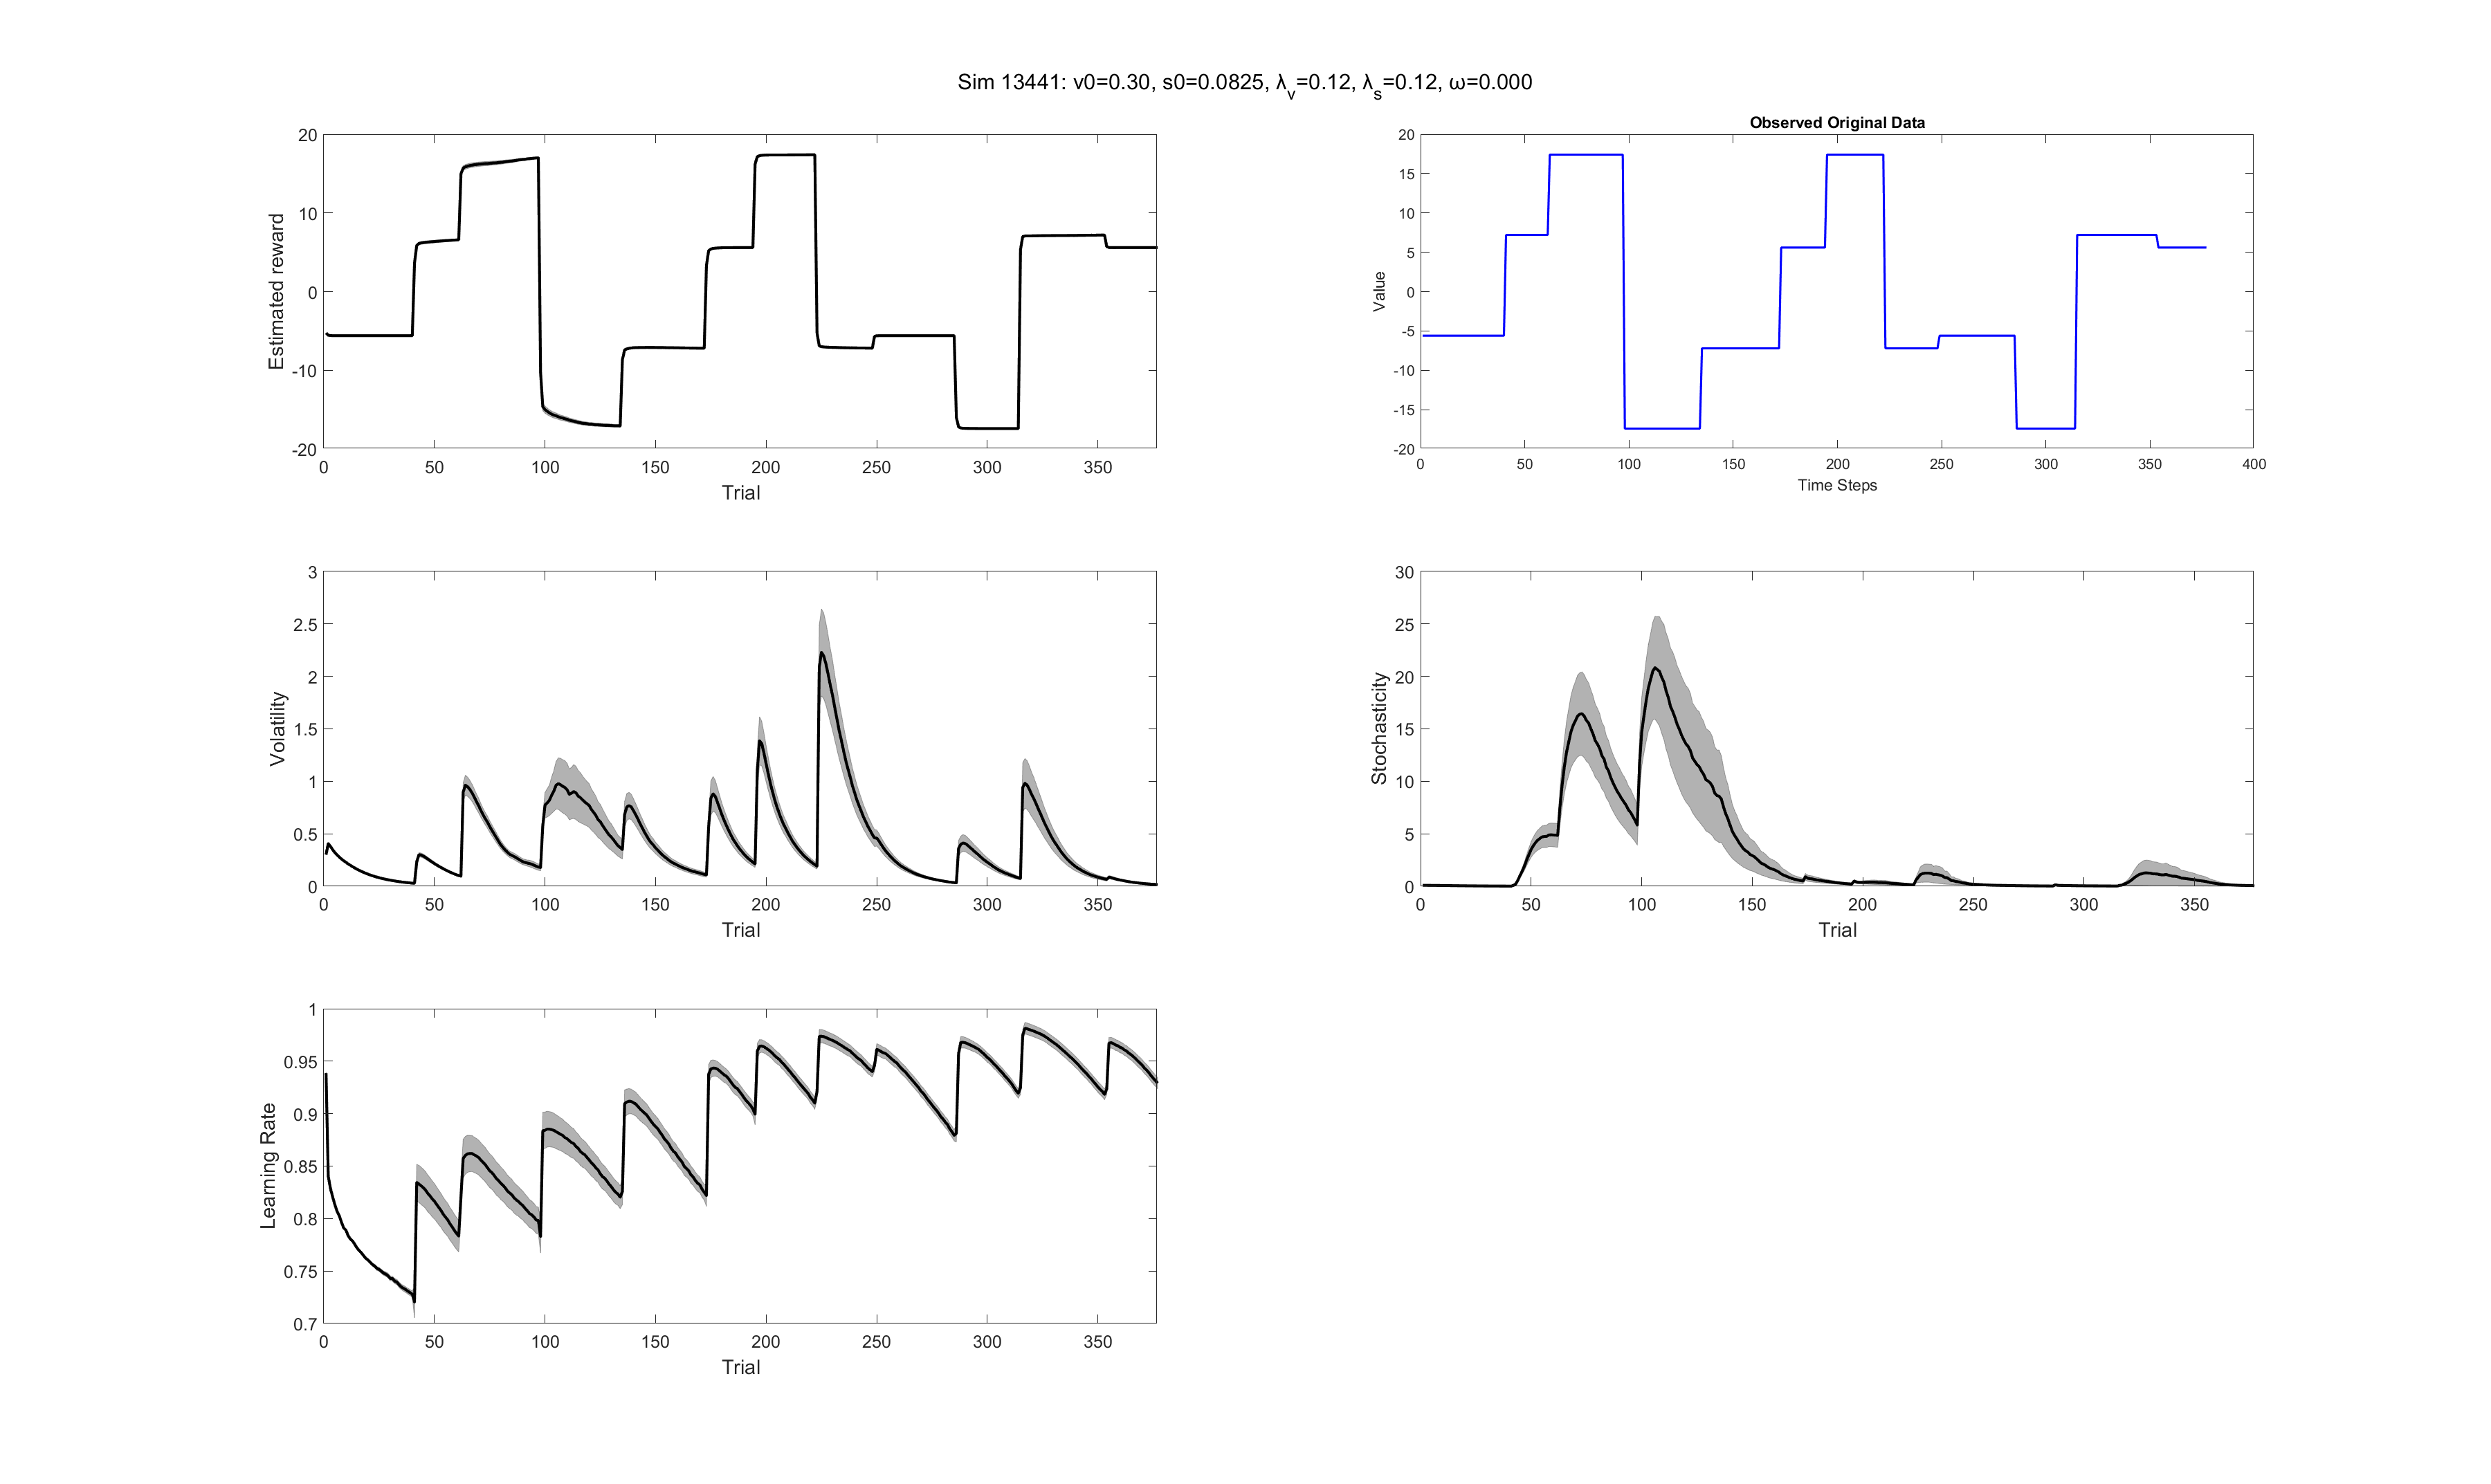 Sim 13441: v0=0.30, s0=0.0825, λv=0.12, λs=0.12, ω=0.000
20
10
0
-10
-20
Estimated reward
0 50 100 150 200 250 300 350
Trial
Observed Original Data
20
15
10
5
0
-5
-10
-15
-20
Value
0 50 100 150 200 250 300 350 400
Time Steps
3
2.5
2
1.5
1
0.5
0
Volatility
0 50 100 150 200 250 300 350
Trial
30
25
20
15
10
5
0
Stochasticity
0 50 100 150 200 250 300 350
Trial
1
0.95
0.9
0.85
0.8
0.75
0.7
Learning Rate
0 50 100 150 200 250 300 350
Trial